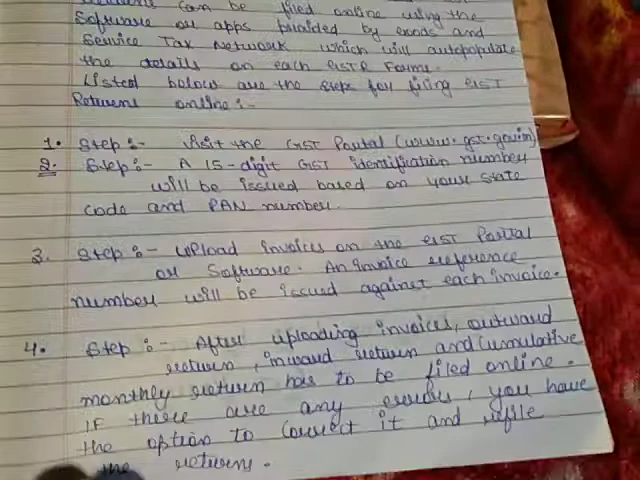 can be filed online using the
Software or apps provided by Goods and
Service Tax Network which will autopopulate
the details on each GSTR Forms.
Listed below are the steps for filing GST
Returns online :-
1. Step :- Visit the GST Portal (www.gst.gov.in)
2. Step :- A 15-digit GST identification number
will be issued based on your state
code and PAN number.
3. Step :- Upload invoices on the GST Portal
or Software. An invoice reference
number will be issued against each invoice.
4. Step :- After uploading invoices, outward
return, inward return and Cumulative
monthly return has to be filed online.
If there are any errors, you have
the option to correct it and refile
the returns.